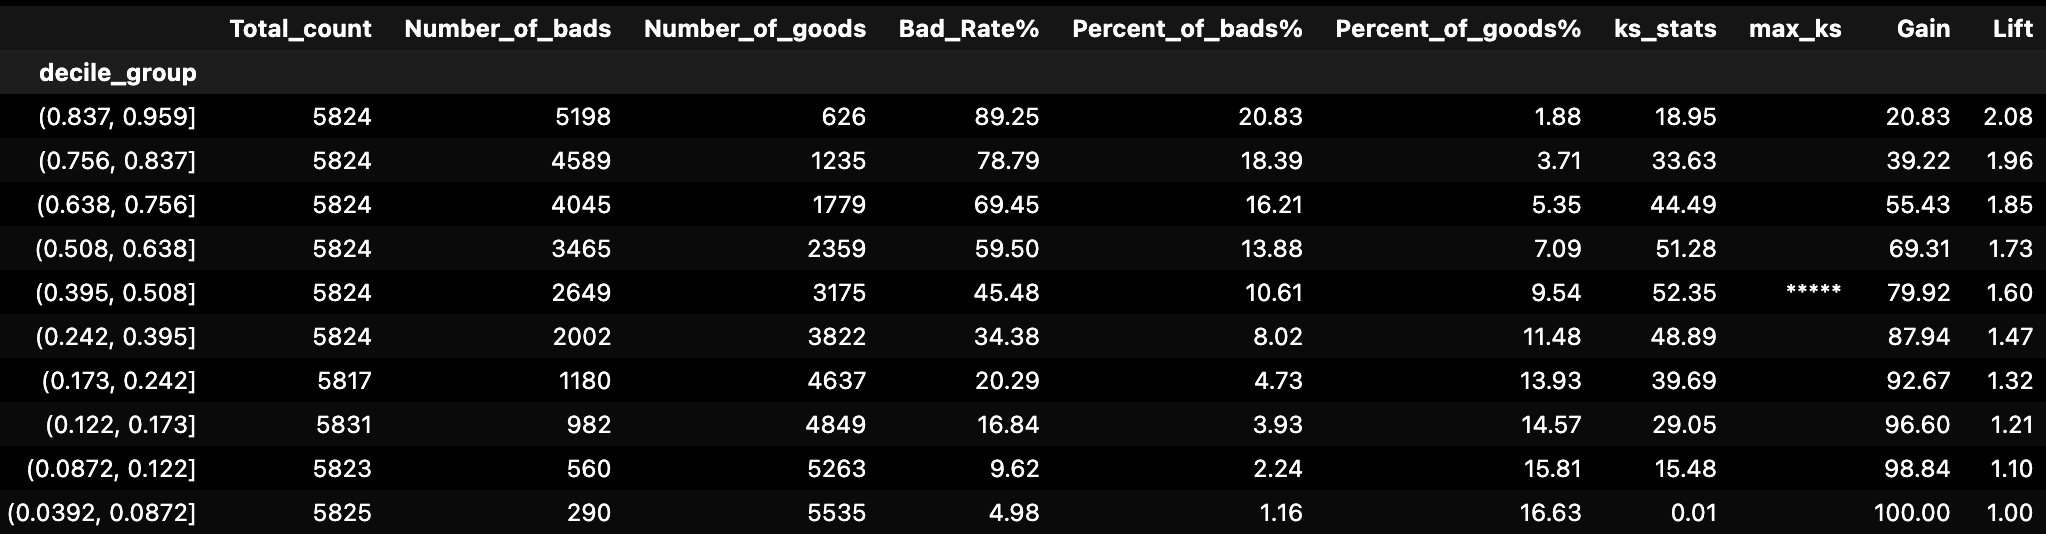 Total_count Number_of_bads Number_of_goods Bad_Rate% Percent_of_bads% Percent_of_goods% ks_stats max_ks Gain Lift
decile_group
(0.837, 0.959] 5824 5198 626 89.25 20.83 1.88 18.95 20.83 2.08
(0.756, 0.837] 5824 4589 1235 78.79 18.39 3.71 33.63 39.22 1.96
(0.638, 0.756] 5824 4045 1779 69.45 16.21 5.35 44.49 55.43 1.85
(0.508, 0.638] 5824 3465 2359 59.50 13.88 7.09 51.28 69.31 1.73
(0.395, 0.508] 5824 2649 3175 45.48 10.61 9.54 52.35 ***** 79.92 1.60
(0.242, 0.395] 5824 2002 3822 34.38 8.02 11.48 48.89 87.94 1.47
(0.173, 0.242] 5817 1180 4637 20.29 4.73 13.93 39.69 92.67 1.32
(0.122, 0.173] 5831 982 4849 16.84 3.93 14.57 29.05 96.60 1.21
(0.0872, 0.122] 5823 560 5263 9.62 2.24 15.81 15.48 98.84 1.10
(0.0392, 0.0872] 5825 290 5535 4.98 1.16 16.63 0.01 100.00 1.00